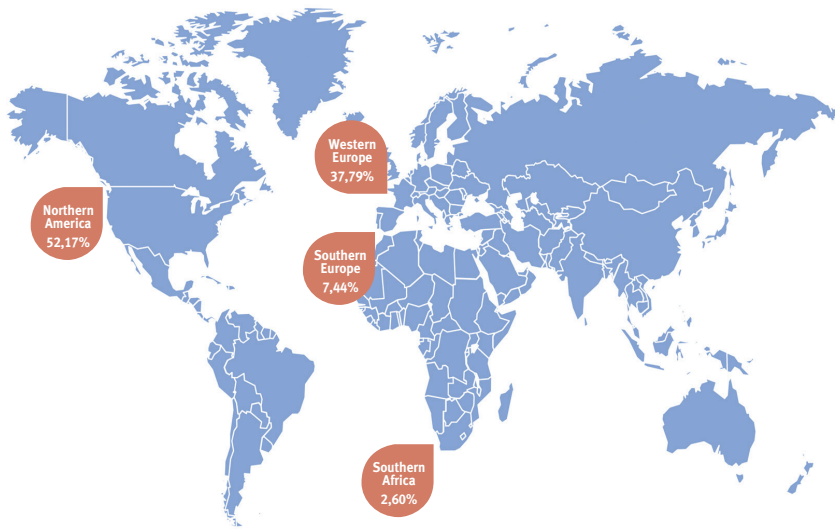 Western
Europe
37,79%
Northern
America
52,17%
Southern
Europe
7,44%
Southern
Africa
2,60%